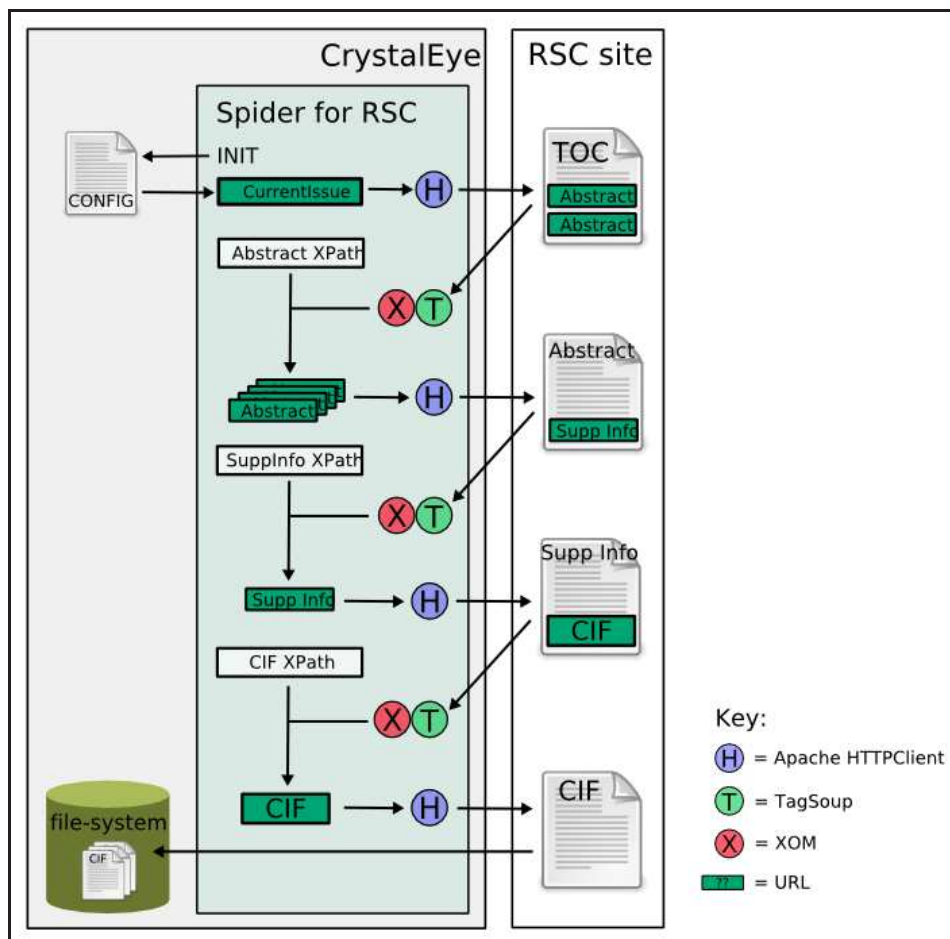 CrystalEye
RSC site
Spider for RSC
INIT
CONFIG
CurrentIssue
H
TOC
Abstract
Abstract
Abstract XPath
X T
Abstract
H
Abstract
Supp Info
SuppInfo XPath
X T
Supp Info
H
Supp Info
CIF
CIF XPath
X T
CIF
H
CIF
file-system
CIF
Key:
H = Apache HTTPClient
T = TagSoup
X = XOM
?? = URL